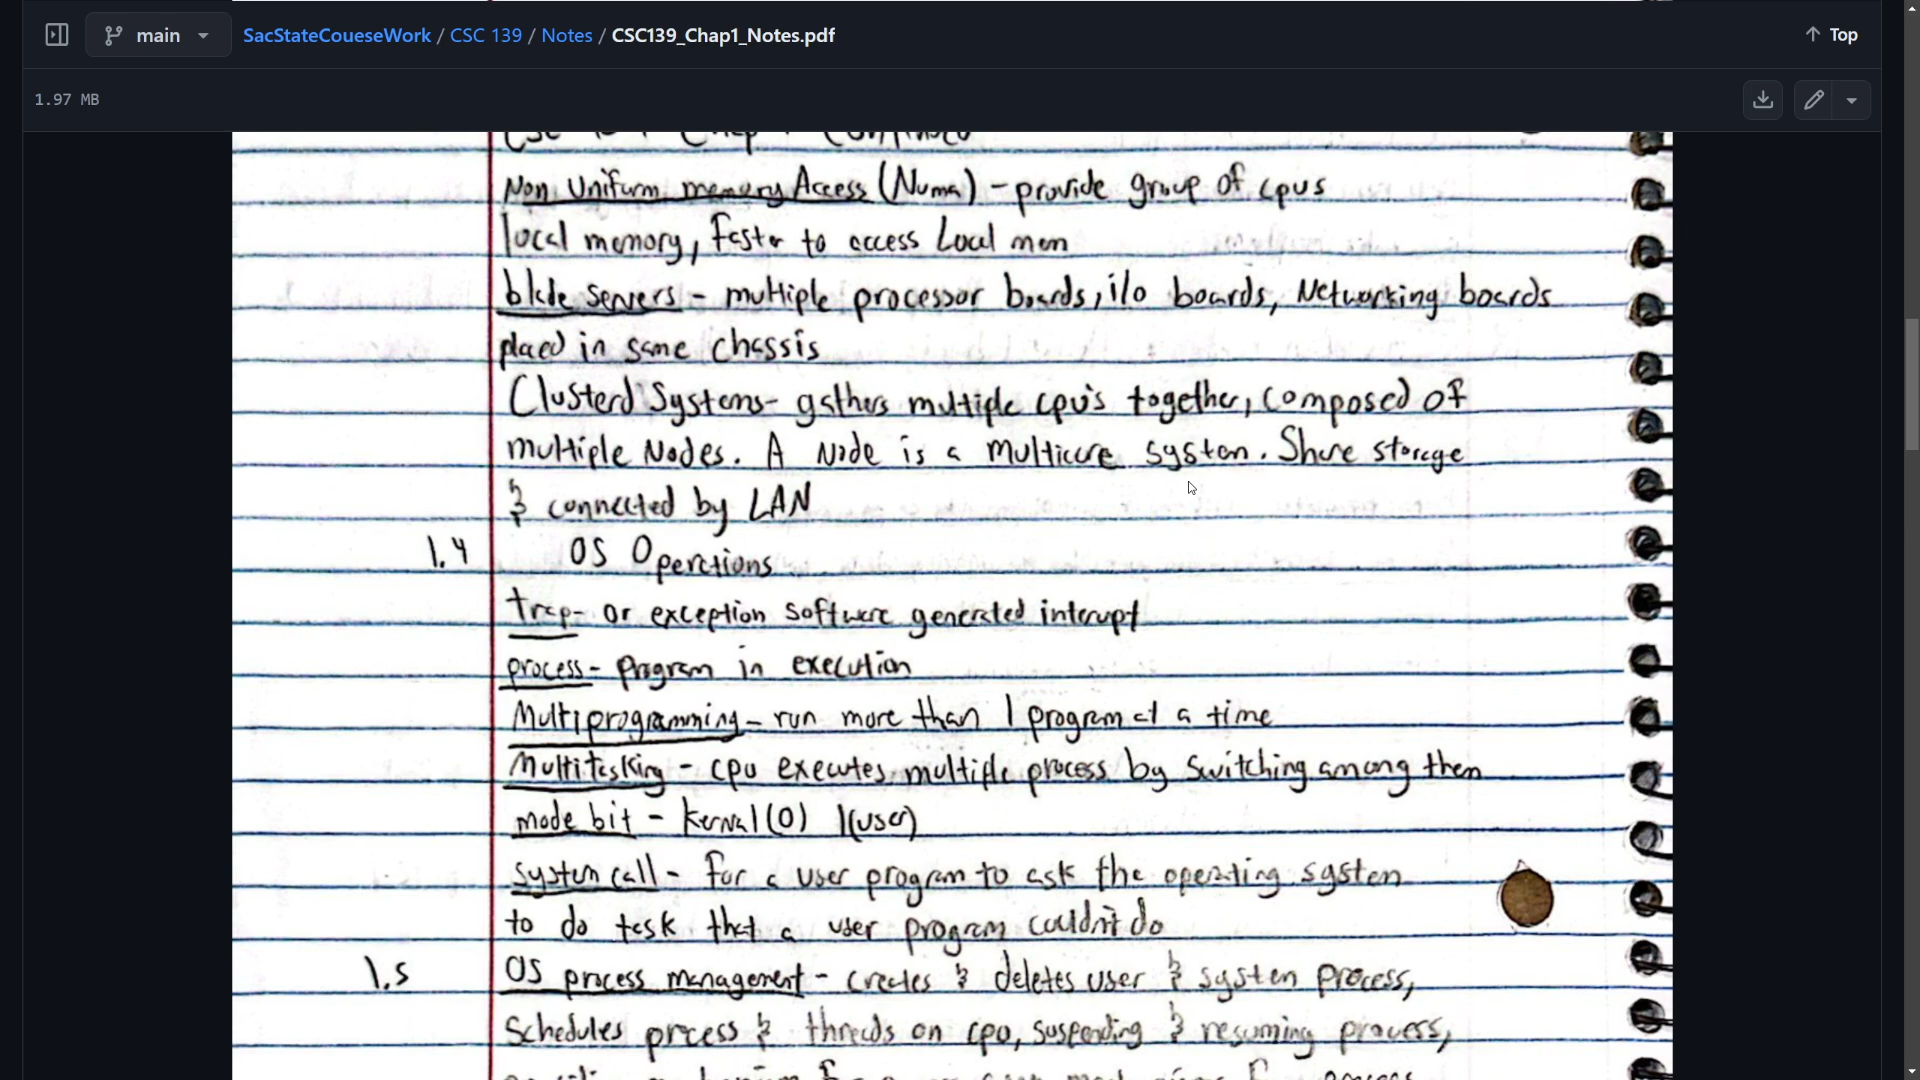 main
SacStateCoueseWork / CSC 139 / Notes / CSC139_Chap1_Notes.pdf
Top
1.97 MB
Continued
Non Uniform memory Access (Numa) - provide group of cpus
local memory, faster to access Local mem
blade servers - multiple processor boards, i/o boards, Networking boards
placed in same chassis
Clusterd Systems - gathers multiple cpu's together, composed of
multiple Nodes. A Node is a multicore system. Share storage
& connected by LAN
1.4 OS Operations
trap - or exception software generated interupt
process - program in execution
Multiprogramming - run more than 1 program at a time
Multitasking - cpu executes multiple process by switching among them
mode bit - kernal (0) 1(user)
system call - for a user program to ask the operating system
to do task that a user program couldn't do
1.5 OS process management - creates & deletes user & system process,
Schedules prcess & threads on cpu, suspending & resuming process,